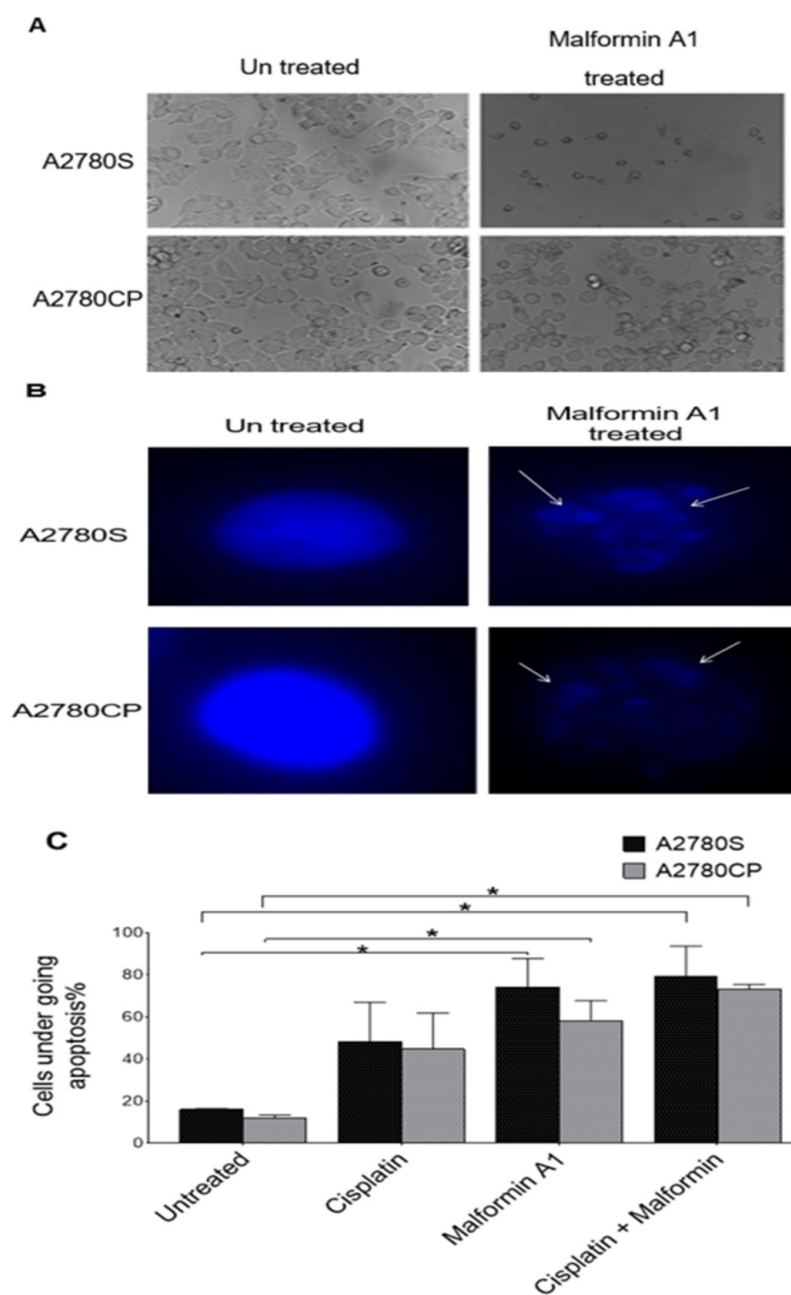 A
Un treated
Malformin A1
treated
A2780S
A2780CP
B
Un treated
Malformin A1
treated
A2780S
A2780CP
C
A2780S
A2780CP
*
*
*
*
100
80
60
40
20
0
Cells under going
apoptosis%
Untreated
Cisplatin
Malformin A1
Cisplatin + Malformin